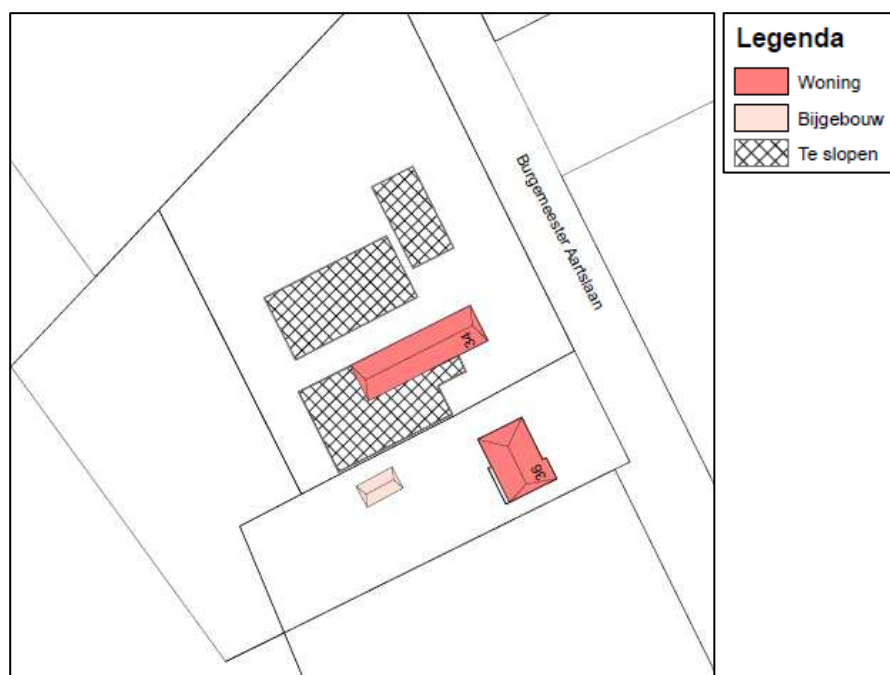 Legenda
Woning
Bijgebouw
Te slopen
Burgemeester Aartslaan
34
36